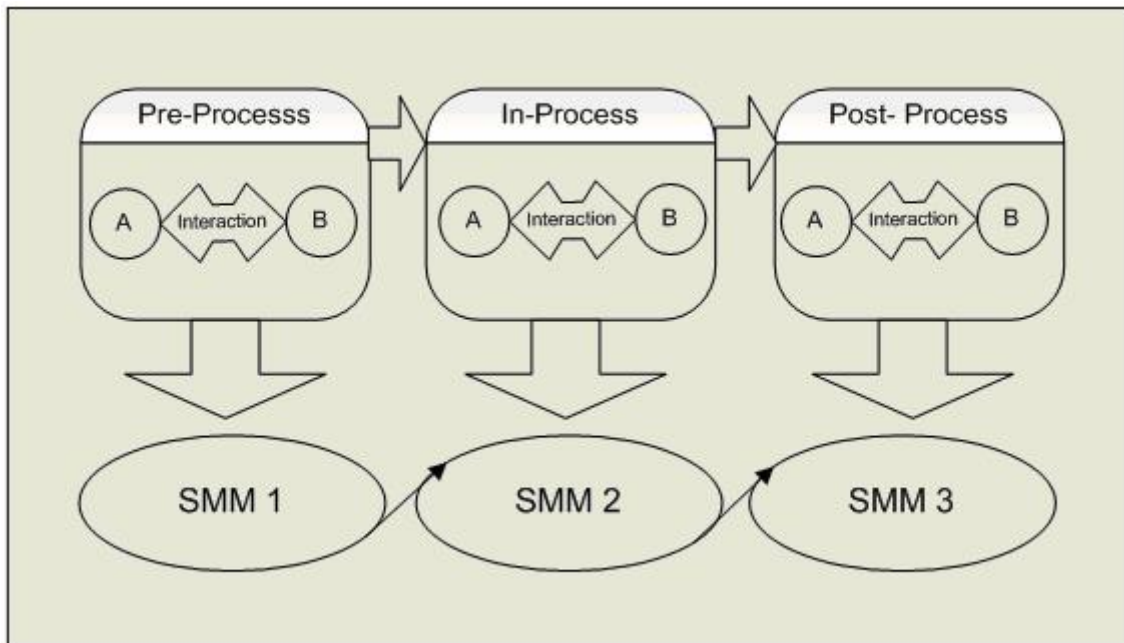 Pre-Processs
In-Process
Post- Process
A
Interaction
B
A
Interaction
B
A
Interaction
B
SMM 1
SMM 2
SMM 3